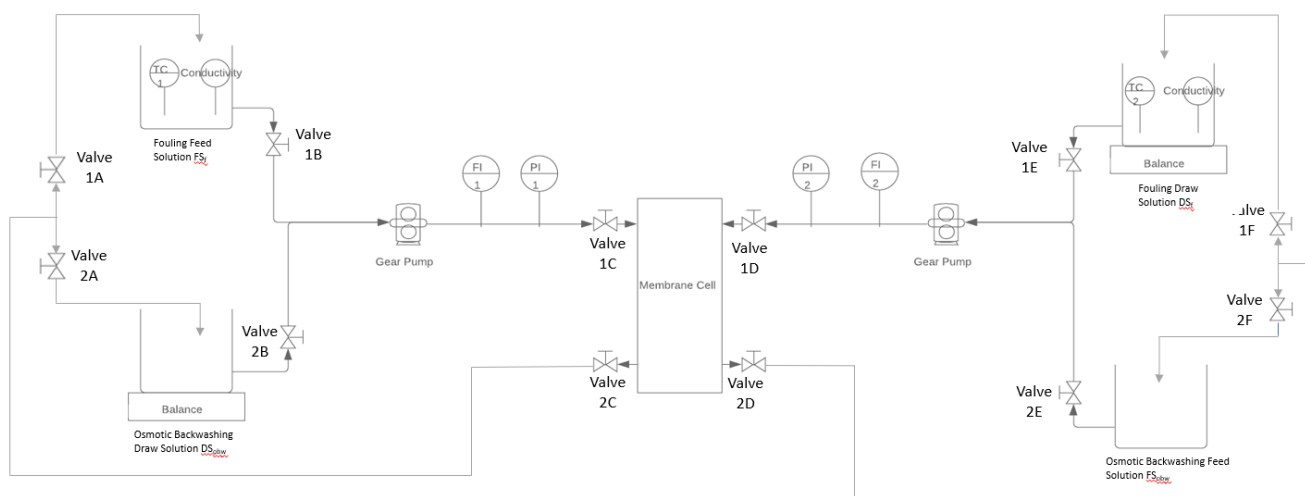 TC
1
Conductivity
Fouling Feed
Solution FSf
Valve
1A
Valve
1B
Valve
2A
Valve
2B
Balance
Osmotic Backwashing
Draw Solution DSobw
Gear Pump
FI
1
PI
1
Valve
1C
Membrane Cell
Valve
2C
Valve
1D
Valve
2D
PI
2
FI
2
Gear Pump
TC
2
Conductivity
Balance
Fouling Draw
Solution DSf
Valve
1E
1F
Valve
2F
Valve
2E
Osmotic Backwashing Feed
Solution FSobw